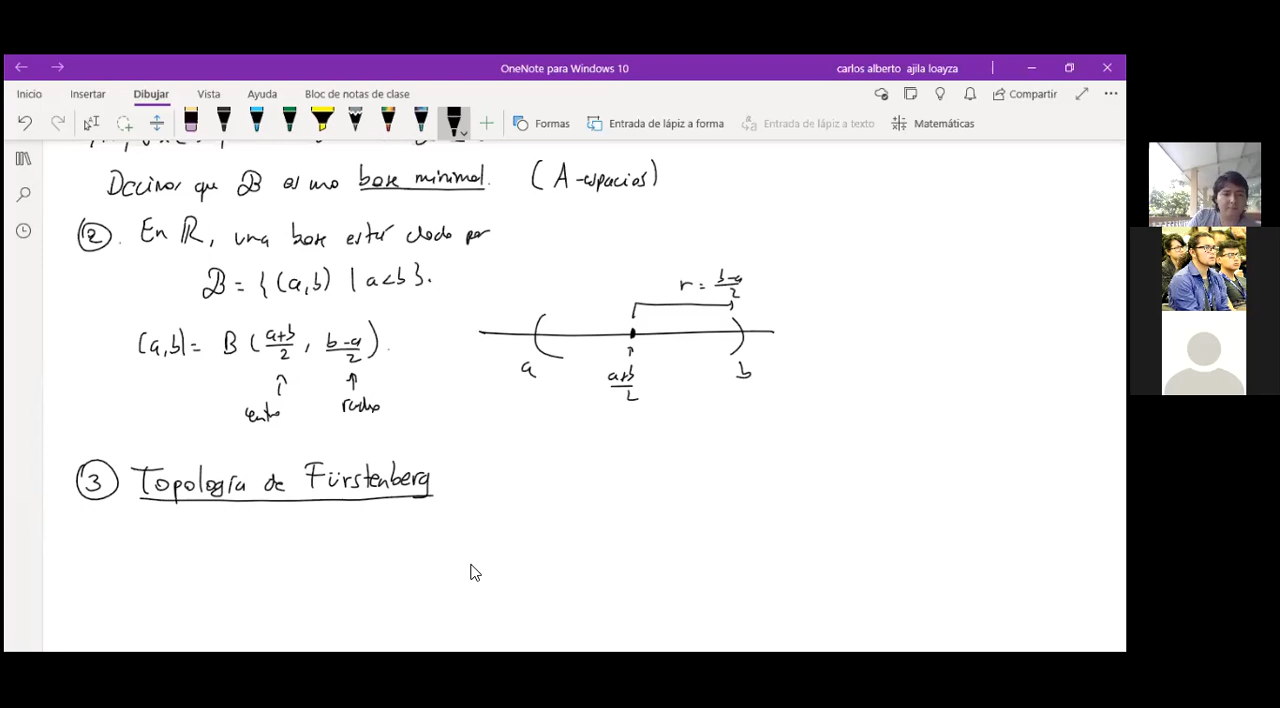 OneNote para Windows 10
carlos alberto ajila loayza
Inicio Insertar Dibujar Vista Ayuda Bloc de notas de clase
Compartir
Formas Entrada de lápiz a forma Entrada de lápiz a texto Matemáticas
Decimos que ℬ es una base minimal. (A-espacios)
② . En ℝ, una base está dada por
ℬ = { (a,b) | a<b }.
r = (b-a)/2
(a,b) = B ( (a+b)/2 , (b-a)/2 ) .
a (a+b)/2 b
centro radio
③ Topología de Fürstenberg